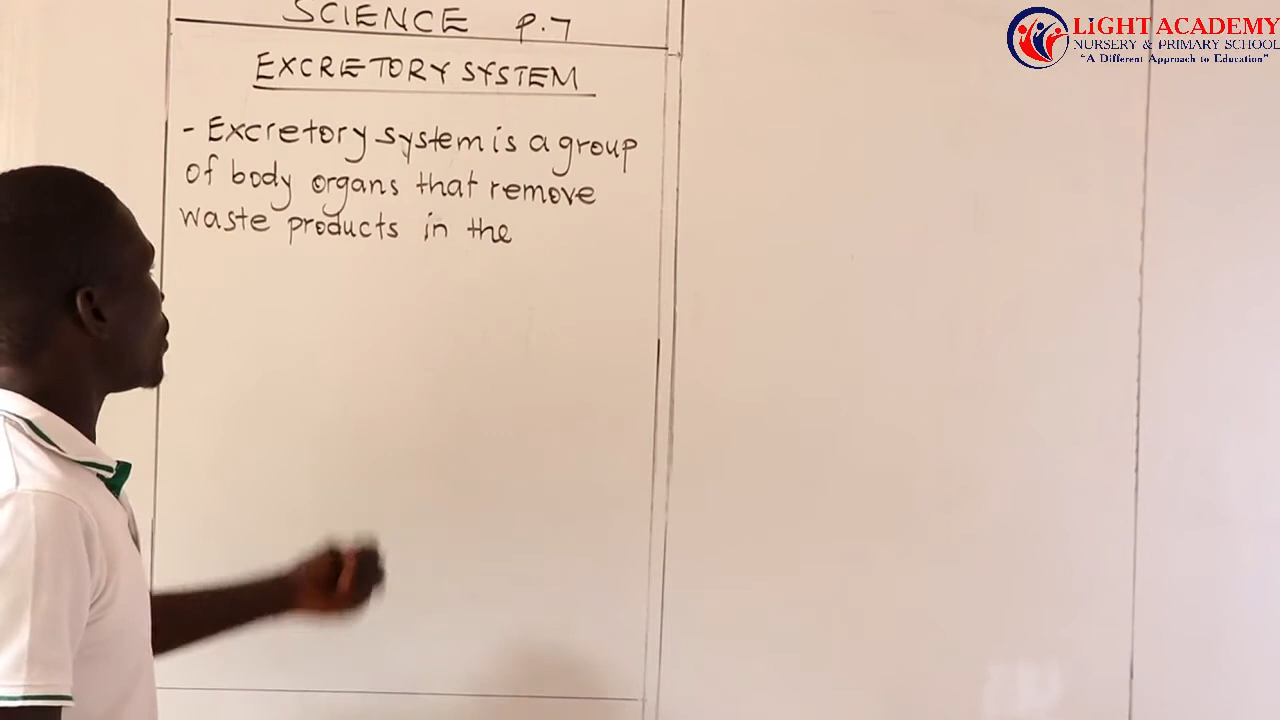 SCIENCE P.7
EXCRETORY SYSTEM
- Excretory system is a group
of body organs that remove
waste products in the
LIGHT ACADEMY
NURSERY & PRIMARY SCHOOL
"A Different Approach to Education"